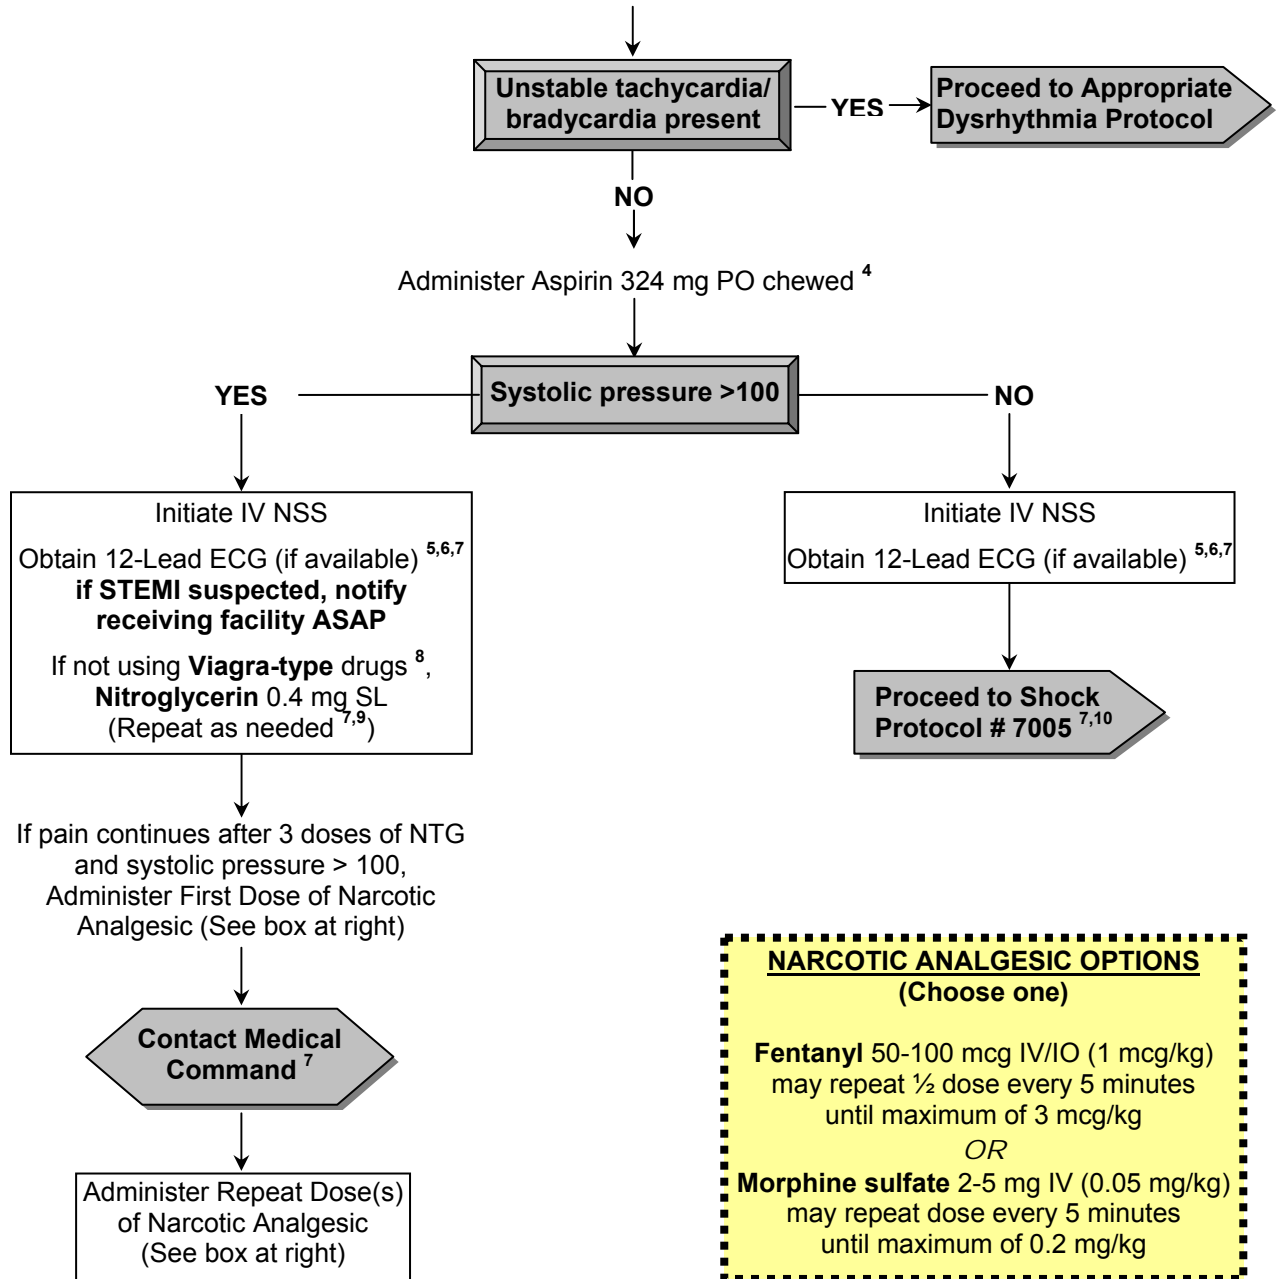 Unstable tachycardia/
bradycardia present
YES
Proceed to Appropriate
Dysrhythmia Protocol
NO
Administer Aspirin 324 mg PO chewed 4
Systolic pressure >100
YES
NO
Initiate IV NSS
Obtain 12-Lead ECG (if available) 5,6,7
if STEMI suspected, notify
receiving facility ASAP
If not using Viagra-type drugs 8,
Nitroglycerin 0.4 mg SL
(Repeat as needed 7,9)
Initiate IV NSS
Obtain 12-Lead ECG (if available) 5,6,7
Proceed to Shock
Protocol # 7005 7,10
If pain continues after 3 doses of NTG
and systolic pressure > 100,
Administer First Dose of Narcotic
Analgesic (See box at right)
Contact Medical
Command 7
Administer Repeat Dose(s)
of Narcotic Analgesic
(See box at right)
NARCOTIC ANALGESIC OPTIONS
(Choose one)
Fentanyl 50-100 mcg IV/IO (1 mcg/kg)
may repeat ½ dose every 5 minutes
until maximum of 3 mcg/kg
OR
Morphine sulfate 2-5 mg IV (0.05 mg/kg)
may repeat dose every 5 minutes
until maximum of 0.2 mg/kg